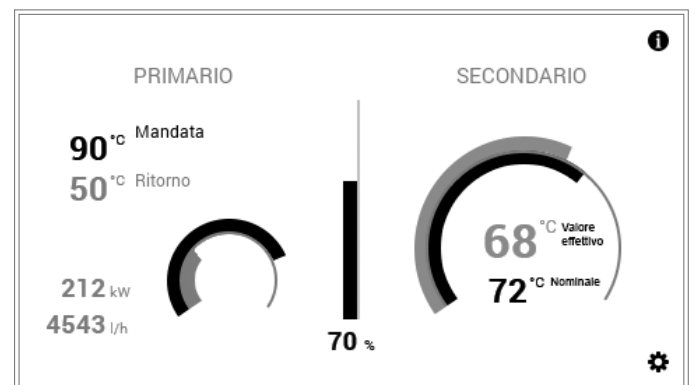 PRIMARIO
90 °C Mandata
50 °C Ritorno
212 kW
4543 l/h
70 %
SECONDARIO
68 °C Valore
effettivo
72 °C Nominale